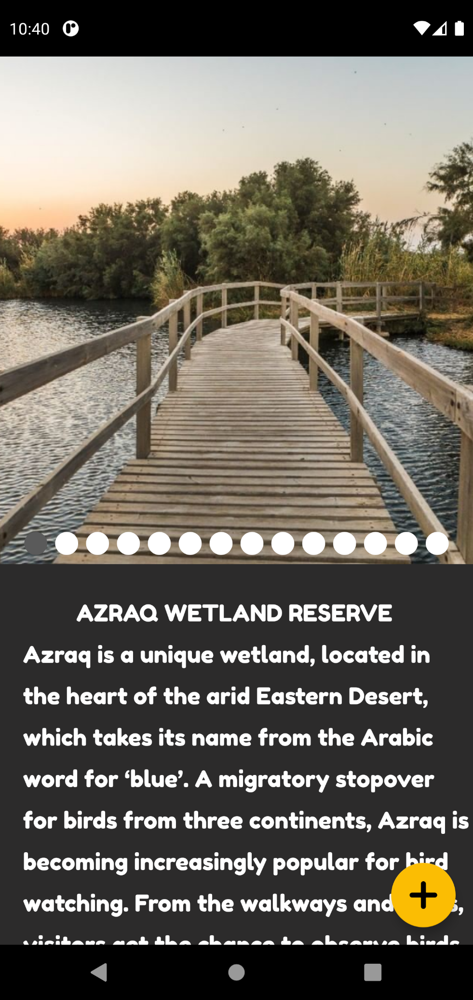 10:40
AZRAQ WETLAND RESERVE
Azraq is a unique wetland, located in
the heart of the arid Eastern Desert,
which takes its name from the Arabic
word for ‘blue’. A migratory stopover
for birds from three continents, Azraq is
becoming increasingly popular for bird
watching. From the walkways and
visitors get the chance to observe birds